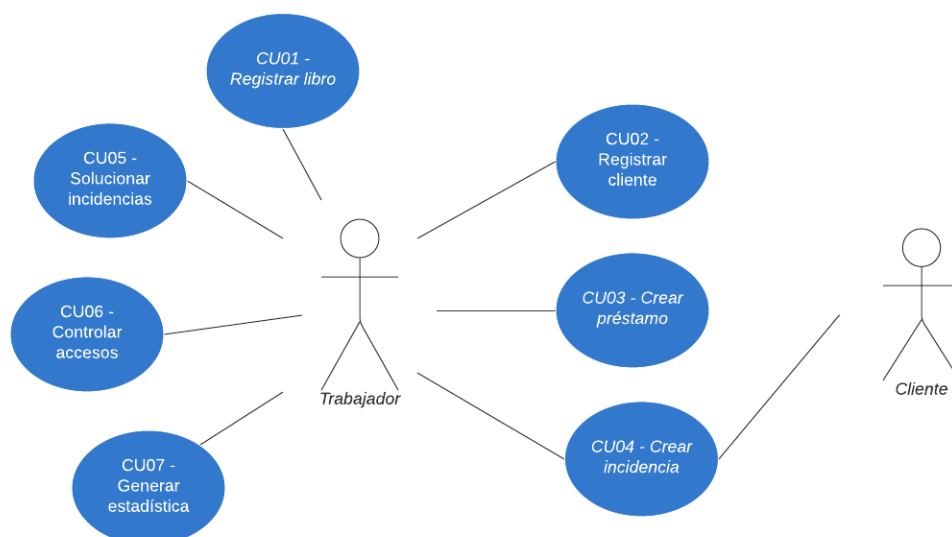 CU01 -
Registrar libro
CU02 -
Registrar
cliente
CU05 -
Solucionar
incidencias
CU03 - Crear
préstamo
CU06 -
Controlar
accesos
Trabajador
Cliente
CU04 - Crear
incidencia
CU07 -
Generar
estadística